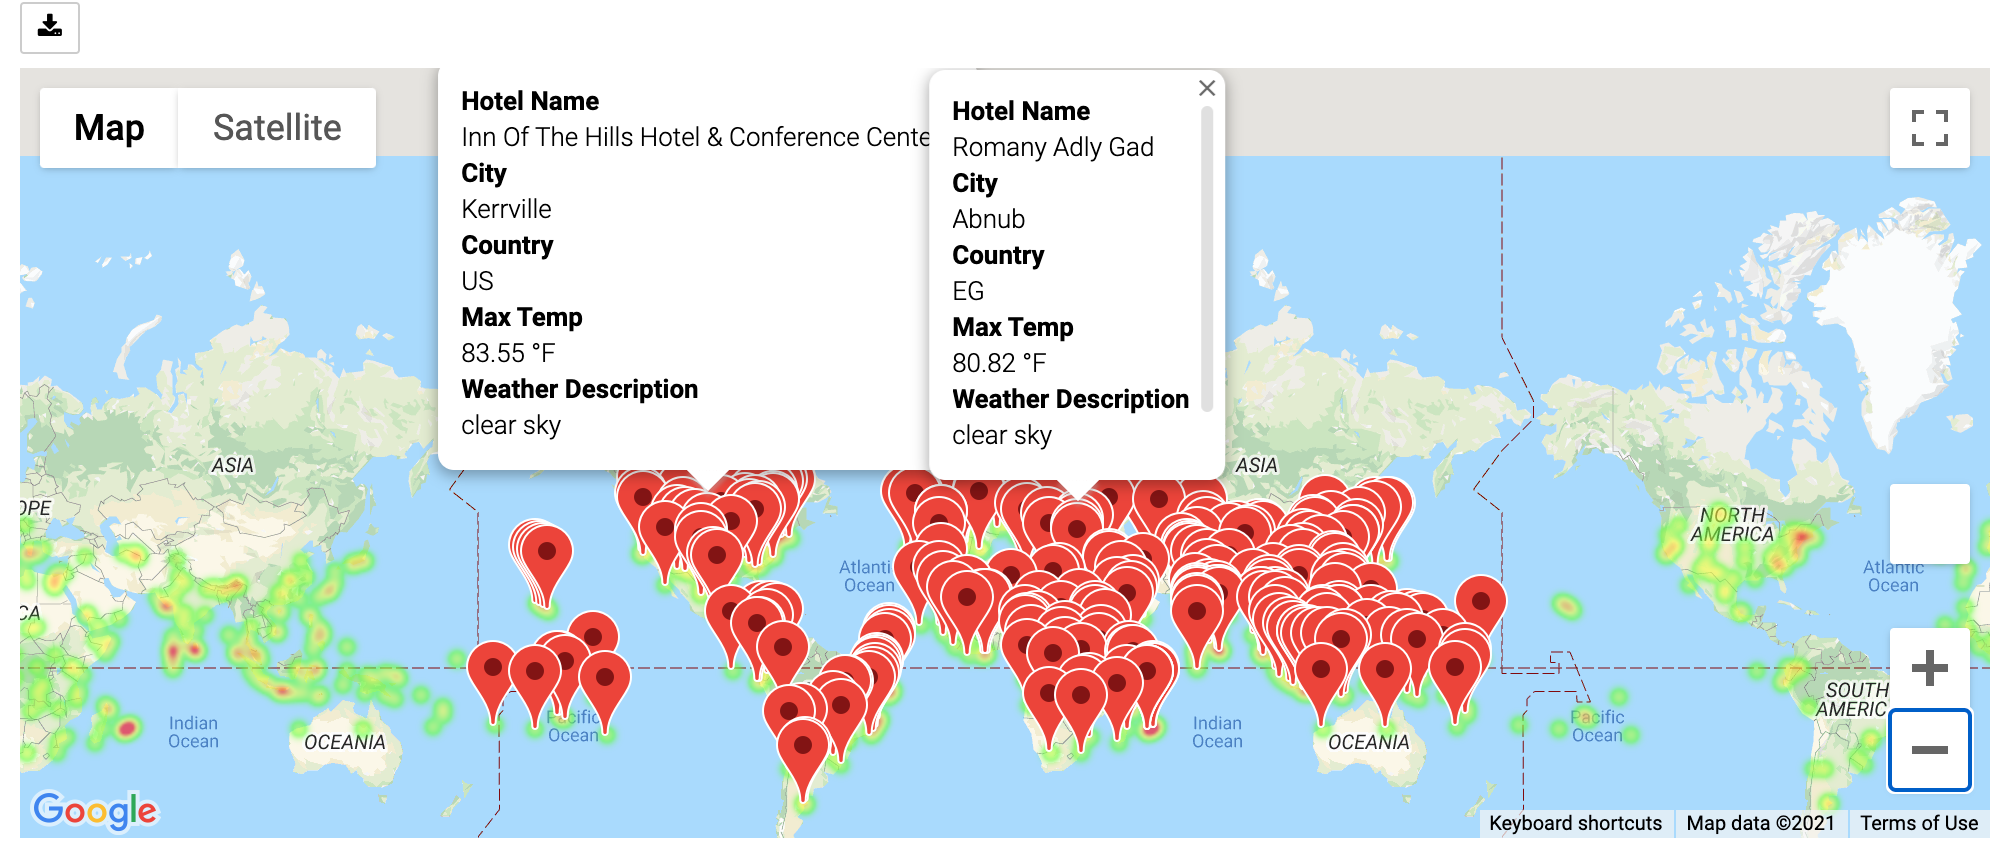 Map
Satellite
Hotel Name
Inn Of The Hills Hotel & Conference Cente
City
Kerrville
Country
US
Max Temp
83.55 °F
Weather Description
clear sky
Hotel Name
Romany Adly Gad
City
Abnub
Country
EG
Max Temp
80.82 °F
Weather Description
clear sky
ASIA
OPE
CA
Indian
Ocean
OCEANIA
Pacific
Ocean
Atlanti
Ocean
ASIA
Indian
Ocean
OCEANIA
NORTH
AMERICA
Atlantic
Ocean
Pacific
Ocean
SOUTH
AMERIC
Google
Keyboard shortcuts
Map data ©2021
Terms of Use